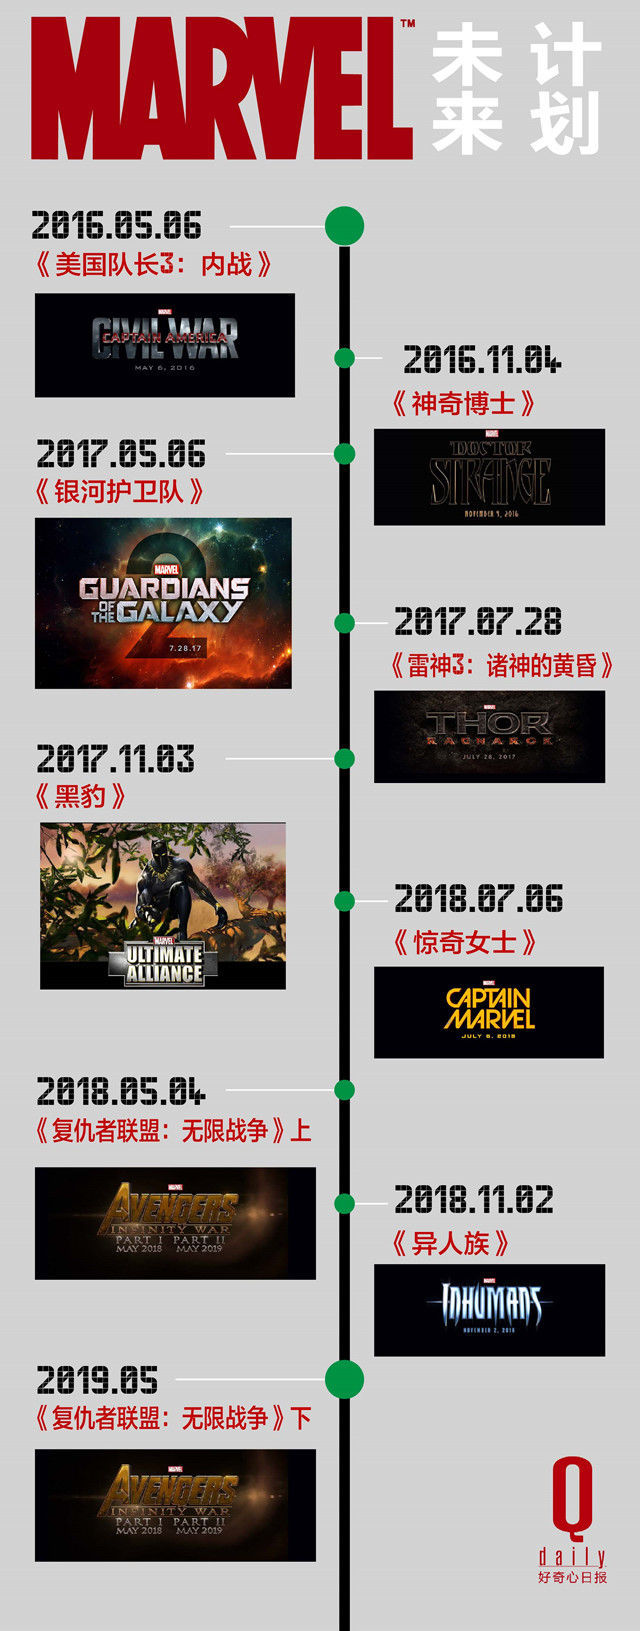 MARVEL™
未来
计划
2016.05.06
《美国队长3：内战》
MARVEL
CIVIL WAR
CAPTAIN AMERICA
MAY 6, 2016
2016.11.04
《神奇博士》
MARVEL
DOCTOR
STRANGE
NOVEMBER 4, 2016
2017.05.06
《银河护卫队》
2
MARVEL
GUARDIANS
OF THE GALAXY
7.28.17
2017.07.28
《雷神3：诸神的黄昏》
MARVEL
THOR
RAGNAROK
JULY 28, 2017
2017.11.03
《黑豹》
MARVEL
ULTIMATE
ALLIANCE
2018.07.06
《惊奇女士》
MARVEL
CAPTAIN
MARVEL
JULY 6, 2018
2018.05.04
《复仇者联盟：无限战争》上
MARVEL
AVENGERS
INFINITY WAR
PART I PART II
MAY 2018 MAY 2019
2018.11.02
《异人族》
MARVEL
INHUMANS
NOVEMBER 2, 2018
2019.05
《复仇者联盟：无限战争》下
MARVEL
AVENGERS
INFINITY WAR
PART I PART II
MAY 2018 MAY 2019
Q
daily
好奇心日报